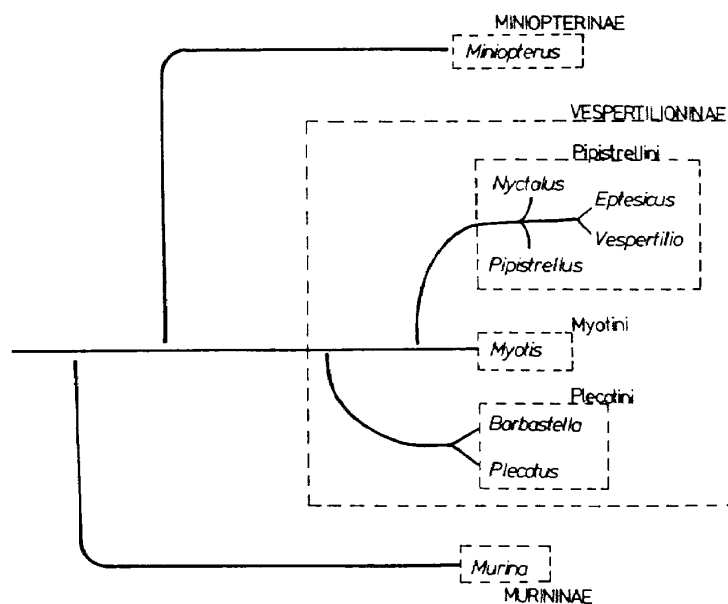 MINIOPTERINAE
Miniopterus
VESPERTILIONINAE
Pipistrellini
Nyctalus
Eptesicus
Vespertilio
Pipistrellus
Myotini
Myotis
Plecotini
Barbastella
Plecotus
Murina
MURININAE